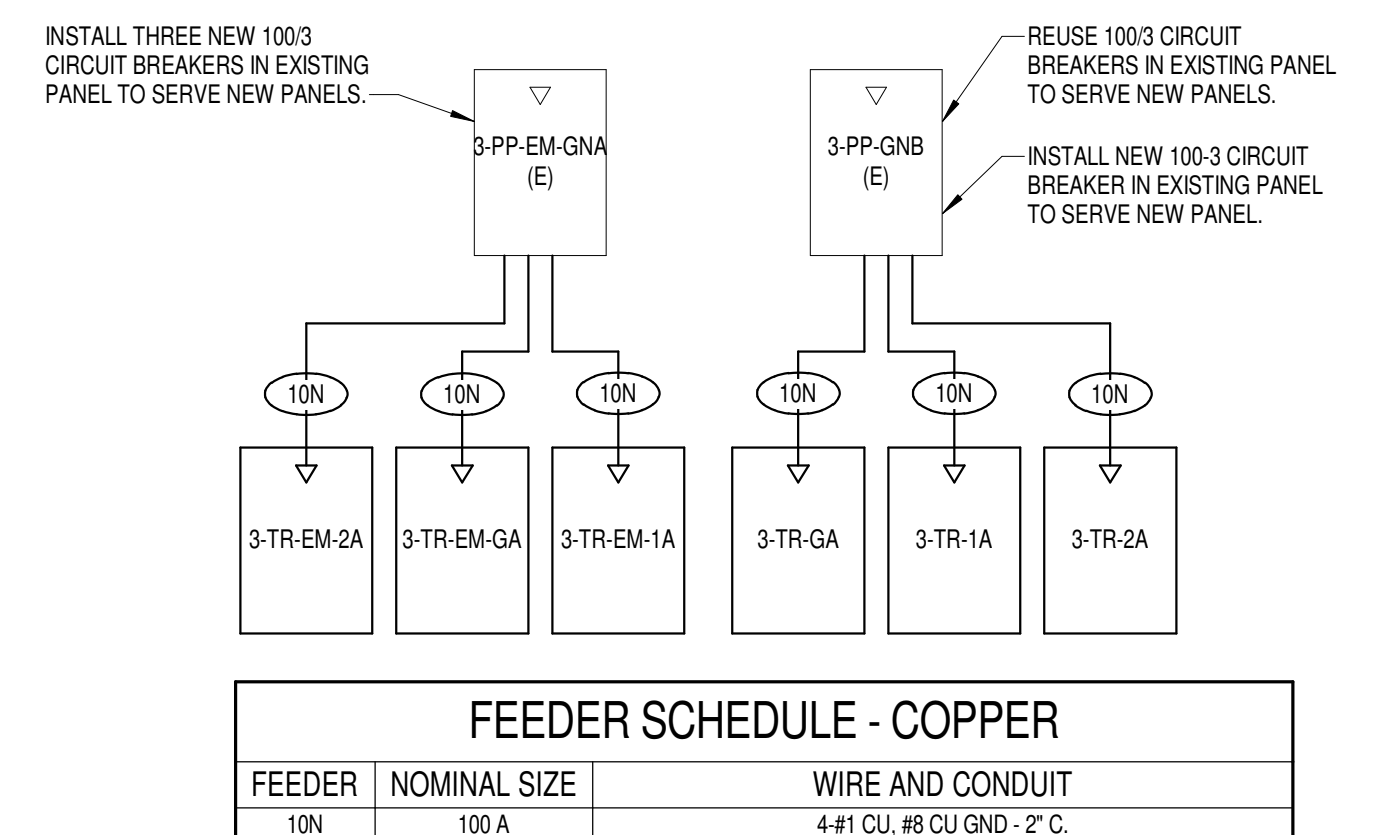 INSTALL THREE NEW 100/3
CIRCUIT BREAKERS IN EXISTING
PANEL TO SERVE NEW PANELS.
3-PP-EM-GNA
(E)
3-PP-GNB
(E)
REUSE 100/3 CIRCUIT
BREAKERS IN EXISTING PANEL
TO SERVE NEW PANELS.
INSTALL NEW 100-3 CIRCUIT
BREAKER IN EXISTING PANEL
TO SERVE NEW PANEL.
10N 10N 10N 10N 10N 10N
3-TR-EM-2A 3-TR-EM-GA 3-TR-EM-1A 3-TR-GA 3-TR-1A 3-TR-2A
FEEDER SCHEDULE - COPPER
FEEDER NOMINAL SIZE WIRE AND CONDUIT
10N 100 A 4-#1 CU, #8 CU GND - 2" C.